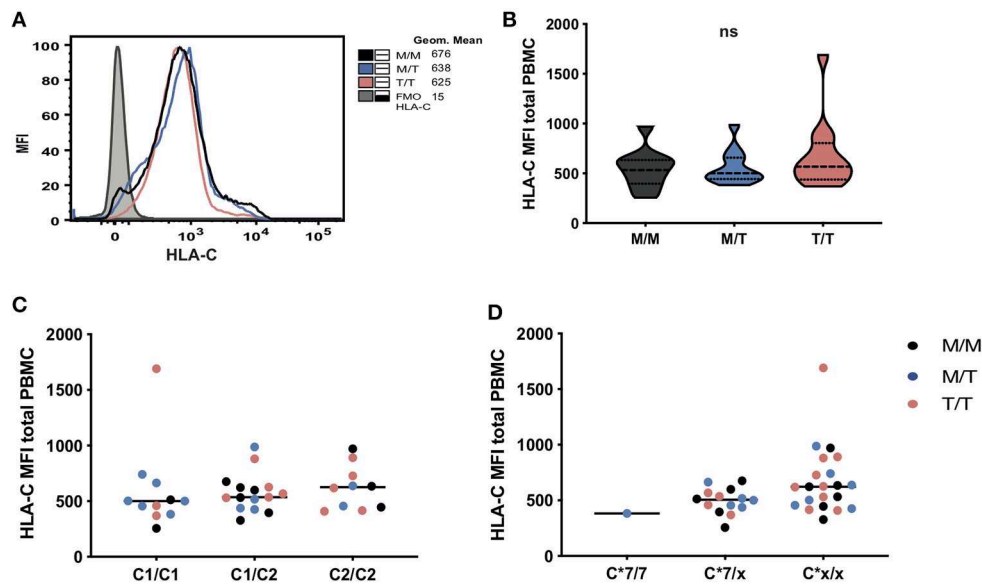 A
Geom. Mean
M/M 676
M/T 638
T/T 625
FMO 15
HLA-C
100
80
60
40
20
0
MFI
0 10³ 10⁴ 10⁵
HLA-C
B
ns
2000
1500
1000
500
0
HLA-C MFI total PBMC
M/M M/T T/T
C
2000
1500
1000
500
0
HLA-C MFI total PBMC
C1/C1 C1/C2 C2/C2
D
2000
1500
1000
500
0
HLA-C MFI total PBMC
C*7/7 C*7/x C*x/x
M/M
M/T
T/T